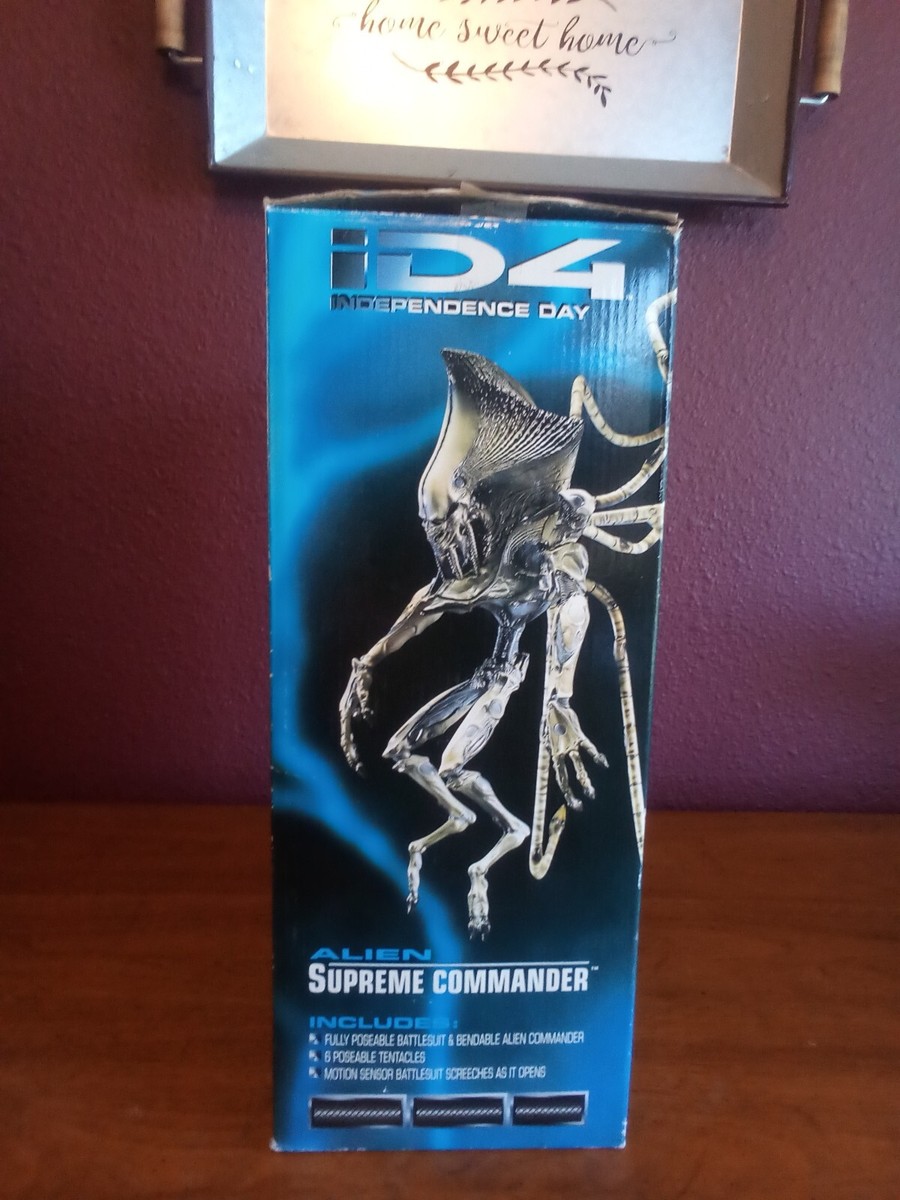 home sweet home
iD4
INDEPENDENCE DAY
ALIEN
SUPREME COMMANDER™
INCLUDES:
FULLY POSEABLE BATTLESUIT & BENDABLE ALIEN COMMANDER
6 POSEABLE TENTACLES
MOTION SENSOR BATTLESUIT SCREECHES AS IT OPENS